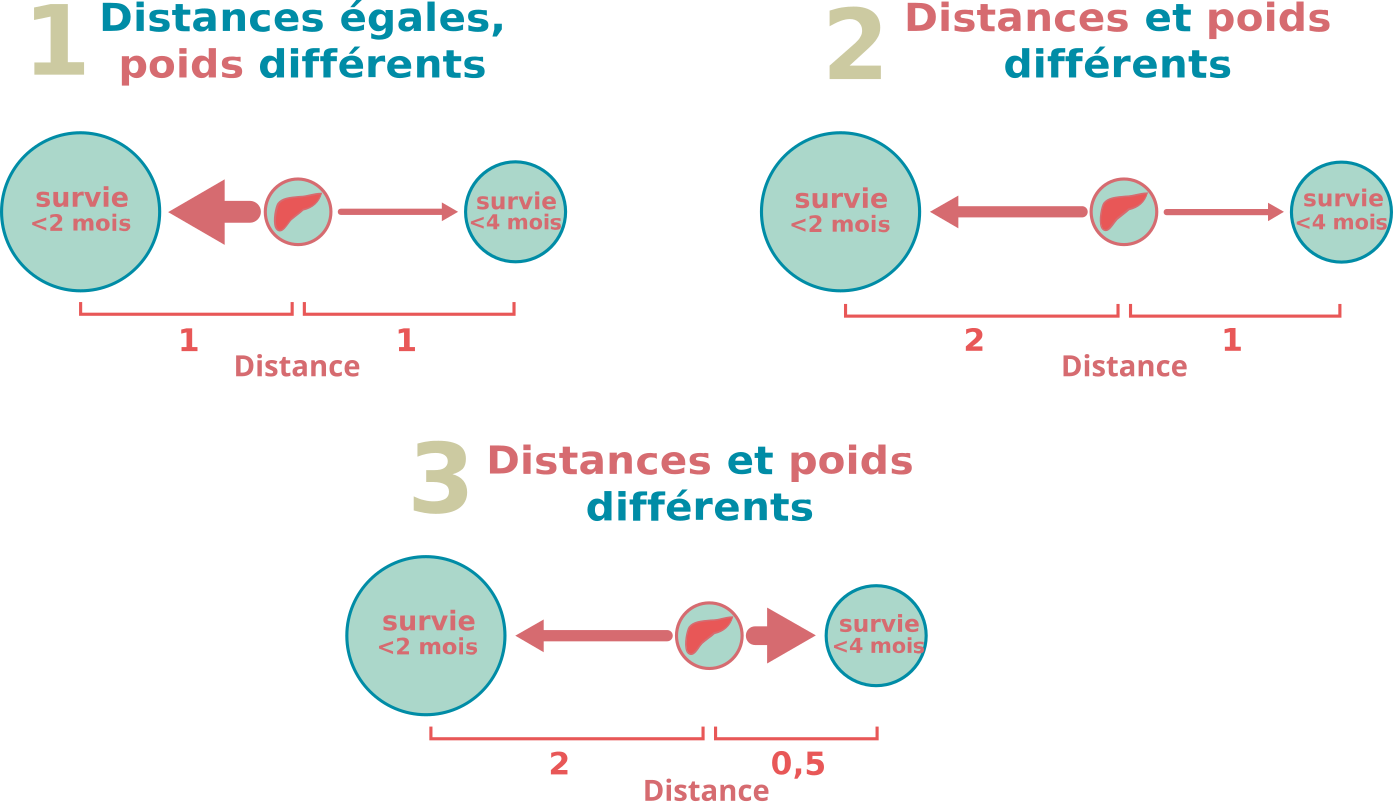 1
Distances égales,
poids différents
survie
<2 mois
survie
<4 mois
1
1
Distance
2
Distances et poids
différents
survie
<2 mois
survie
<4 mois
2
1
Distance
3
Distances et poids
différents
survie
<2 mois
survie
<4 mois
2
0,5
Distance